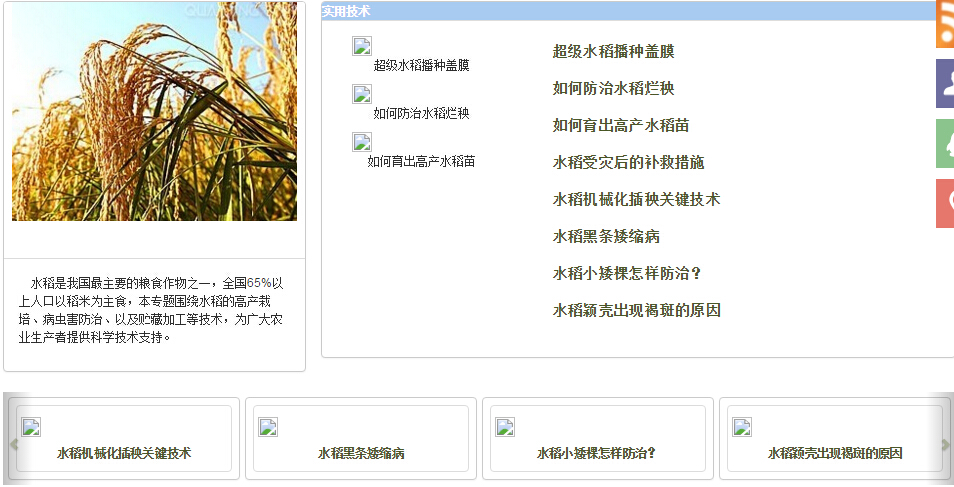 水稻是我国最主要的粮食作物之一，全国65%以
上人口以稻米为主食，本专题围绕水稻的高产栽
培、病虫害防治、以及贮藏加工等技术，为广大农
业生产者提供科学技术支持。
实用技术
超级水稻播种盖膜
如何防治水稻烂秧
如何育出高产水稻苗
超级水稻播种盖膜
如何防治水稻烂秧
如何育出高产水稻苗
水稻受灾后的补救措施
水稻机械化插秧关键技术
水稻黑条矮缩病
水稻小矮棵怎样防治？
水稻颖壳出现褐斑的原因
水稻机械化插秧关键技术
水稻黑条矮缩病
水稻小矮棵怎样防治？
水稻颖壳出现褐斑的原因